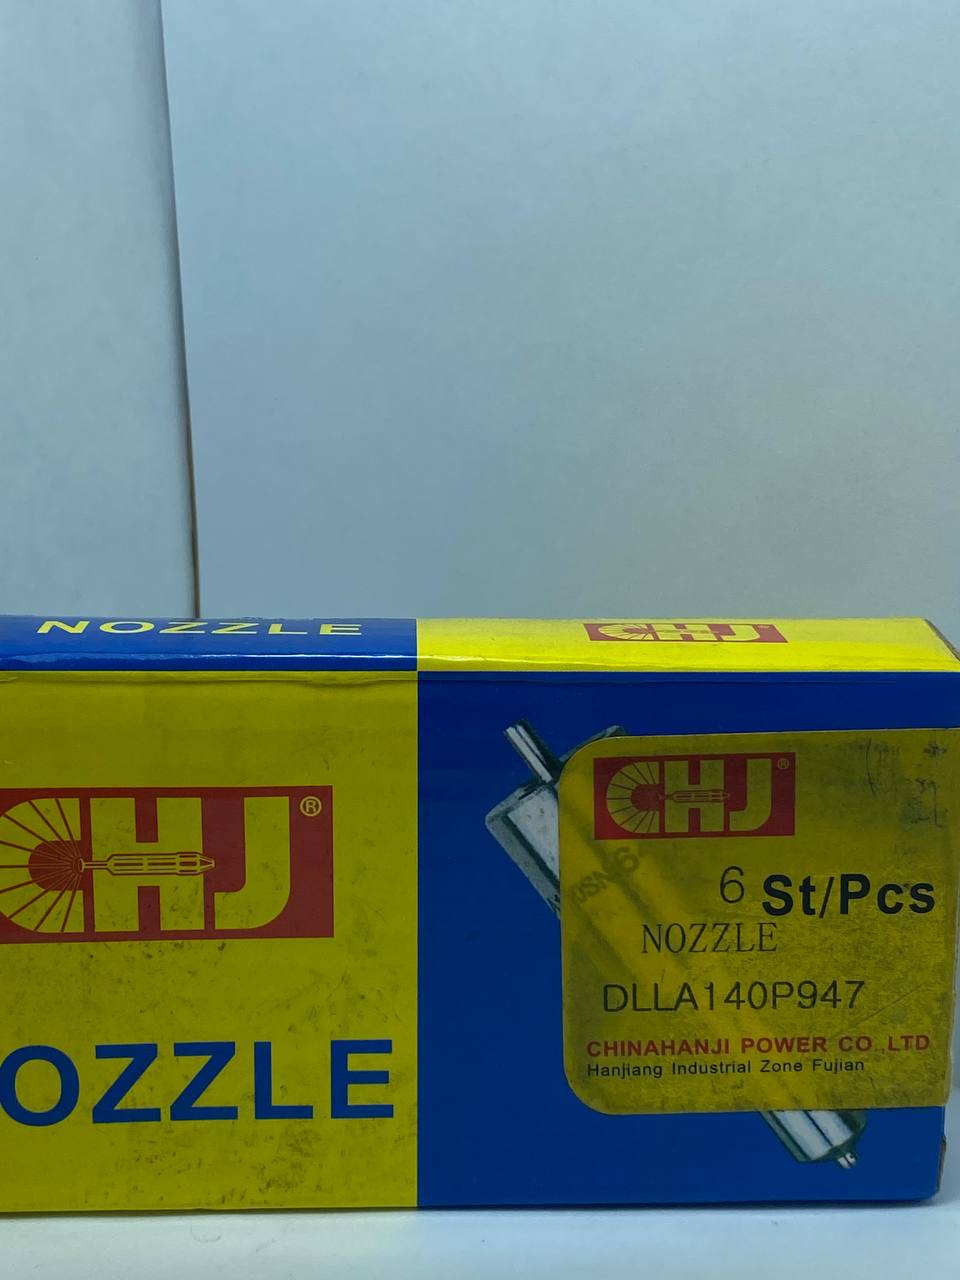 NOZZLE
CHJ
CHJ®
OZZLE
CHJ®
6 St/Pcs
NOZZLE
DLLA140P947
CHINAHANJI POWER CO.,LTD
Hanjiang Industrial Zone Fujian